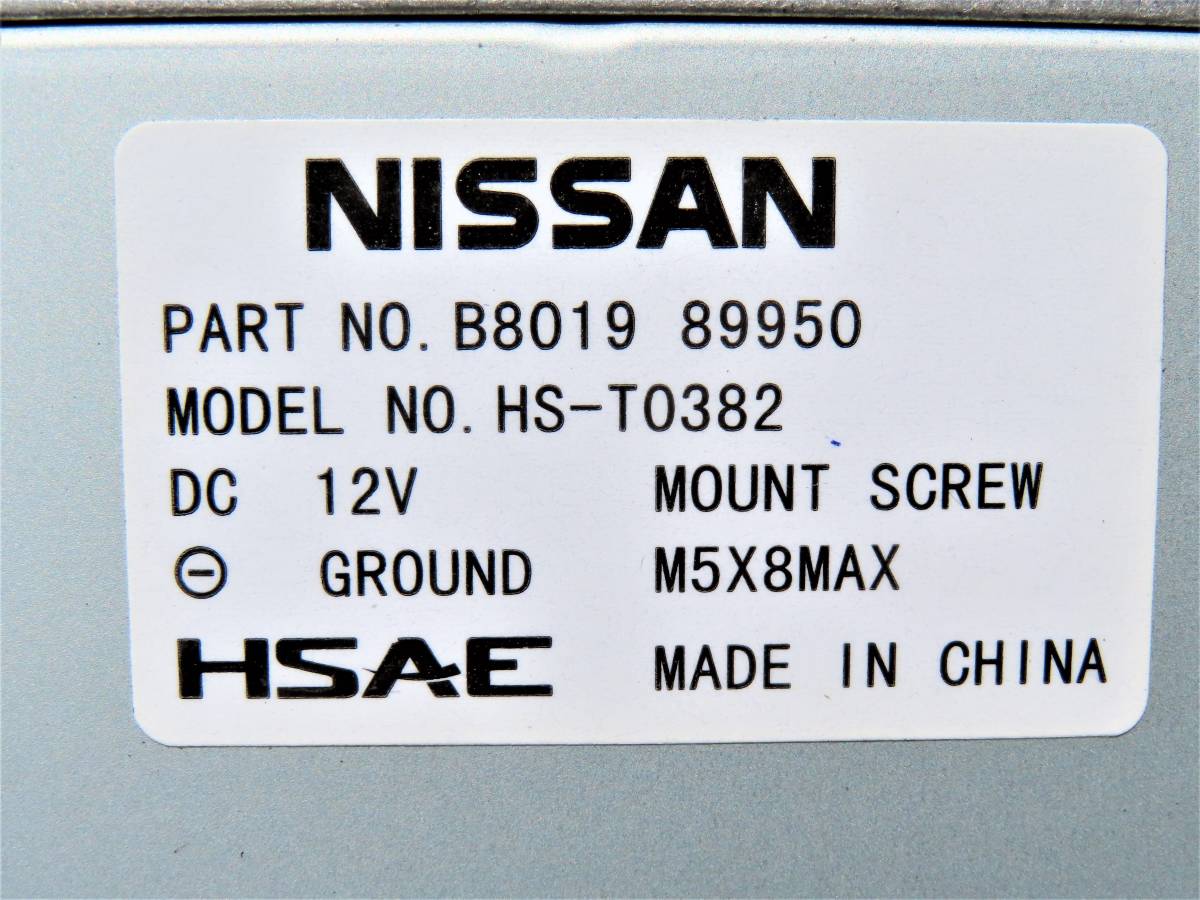 NISSAN
PART NO. B8019 89950
MODEL NO. HS-T0382
DC 12V MOUNT SCREW
⊖ GROUND M5X8MAX
HSAE MADE IN CHINA